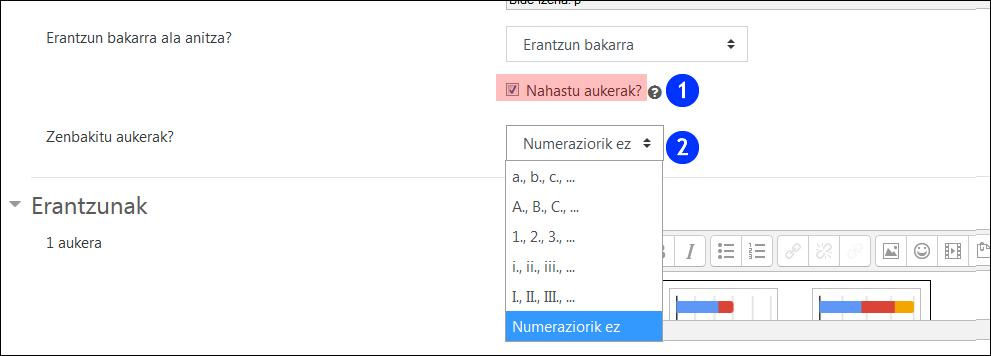 Erantzun bakarra ala anitza?
Erantzun bakarra
Nahastu aukerak?
?
1
Zenbakitu aukerak?
Numeraziorik ez
2
a., b., c., ...
A., B., C., ...
1., 2., 3., ...
i., ii., iii., ...
I., II., III., ...
Numeraziorik ez
Erantzunak
1 aukera
I